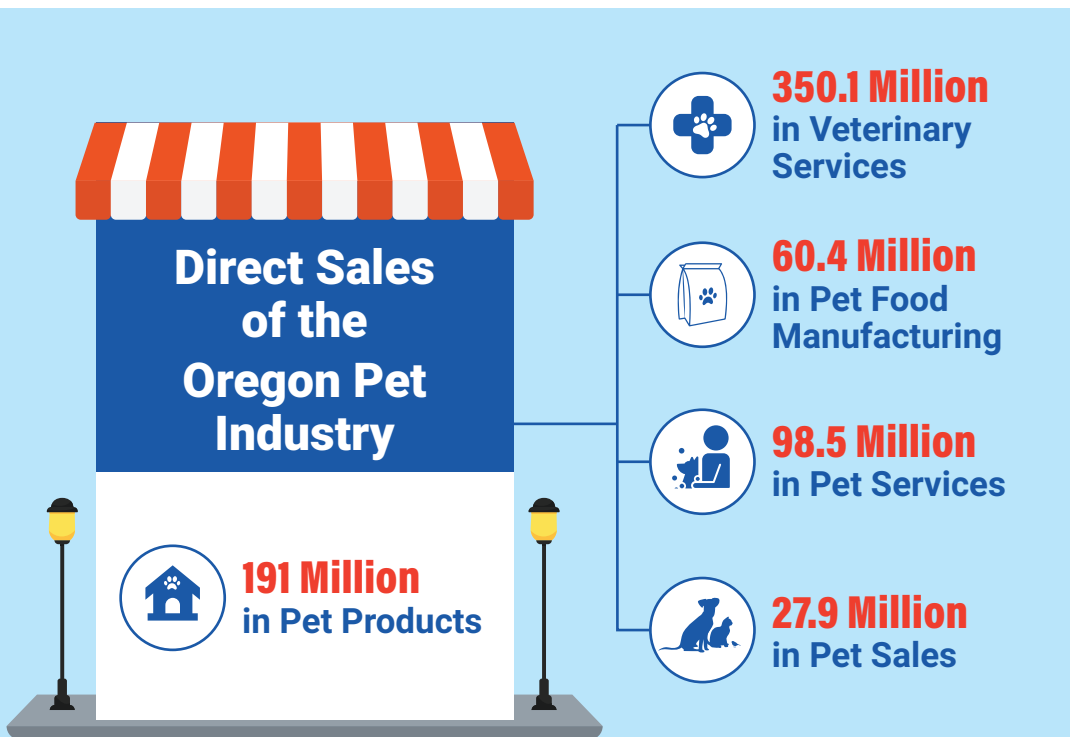 Direct Sales
of the
Oregon Pet
Industry
191 Million
in Pet Products
350.1 Million
in Veterinary
Services
60.4 Million
in Pet Food
Manufacturing
98.5 Million
in Pet Services
27.9 Million
in Pet Sales